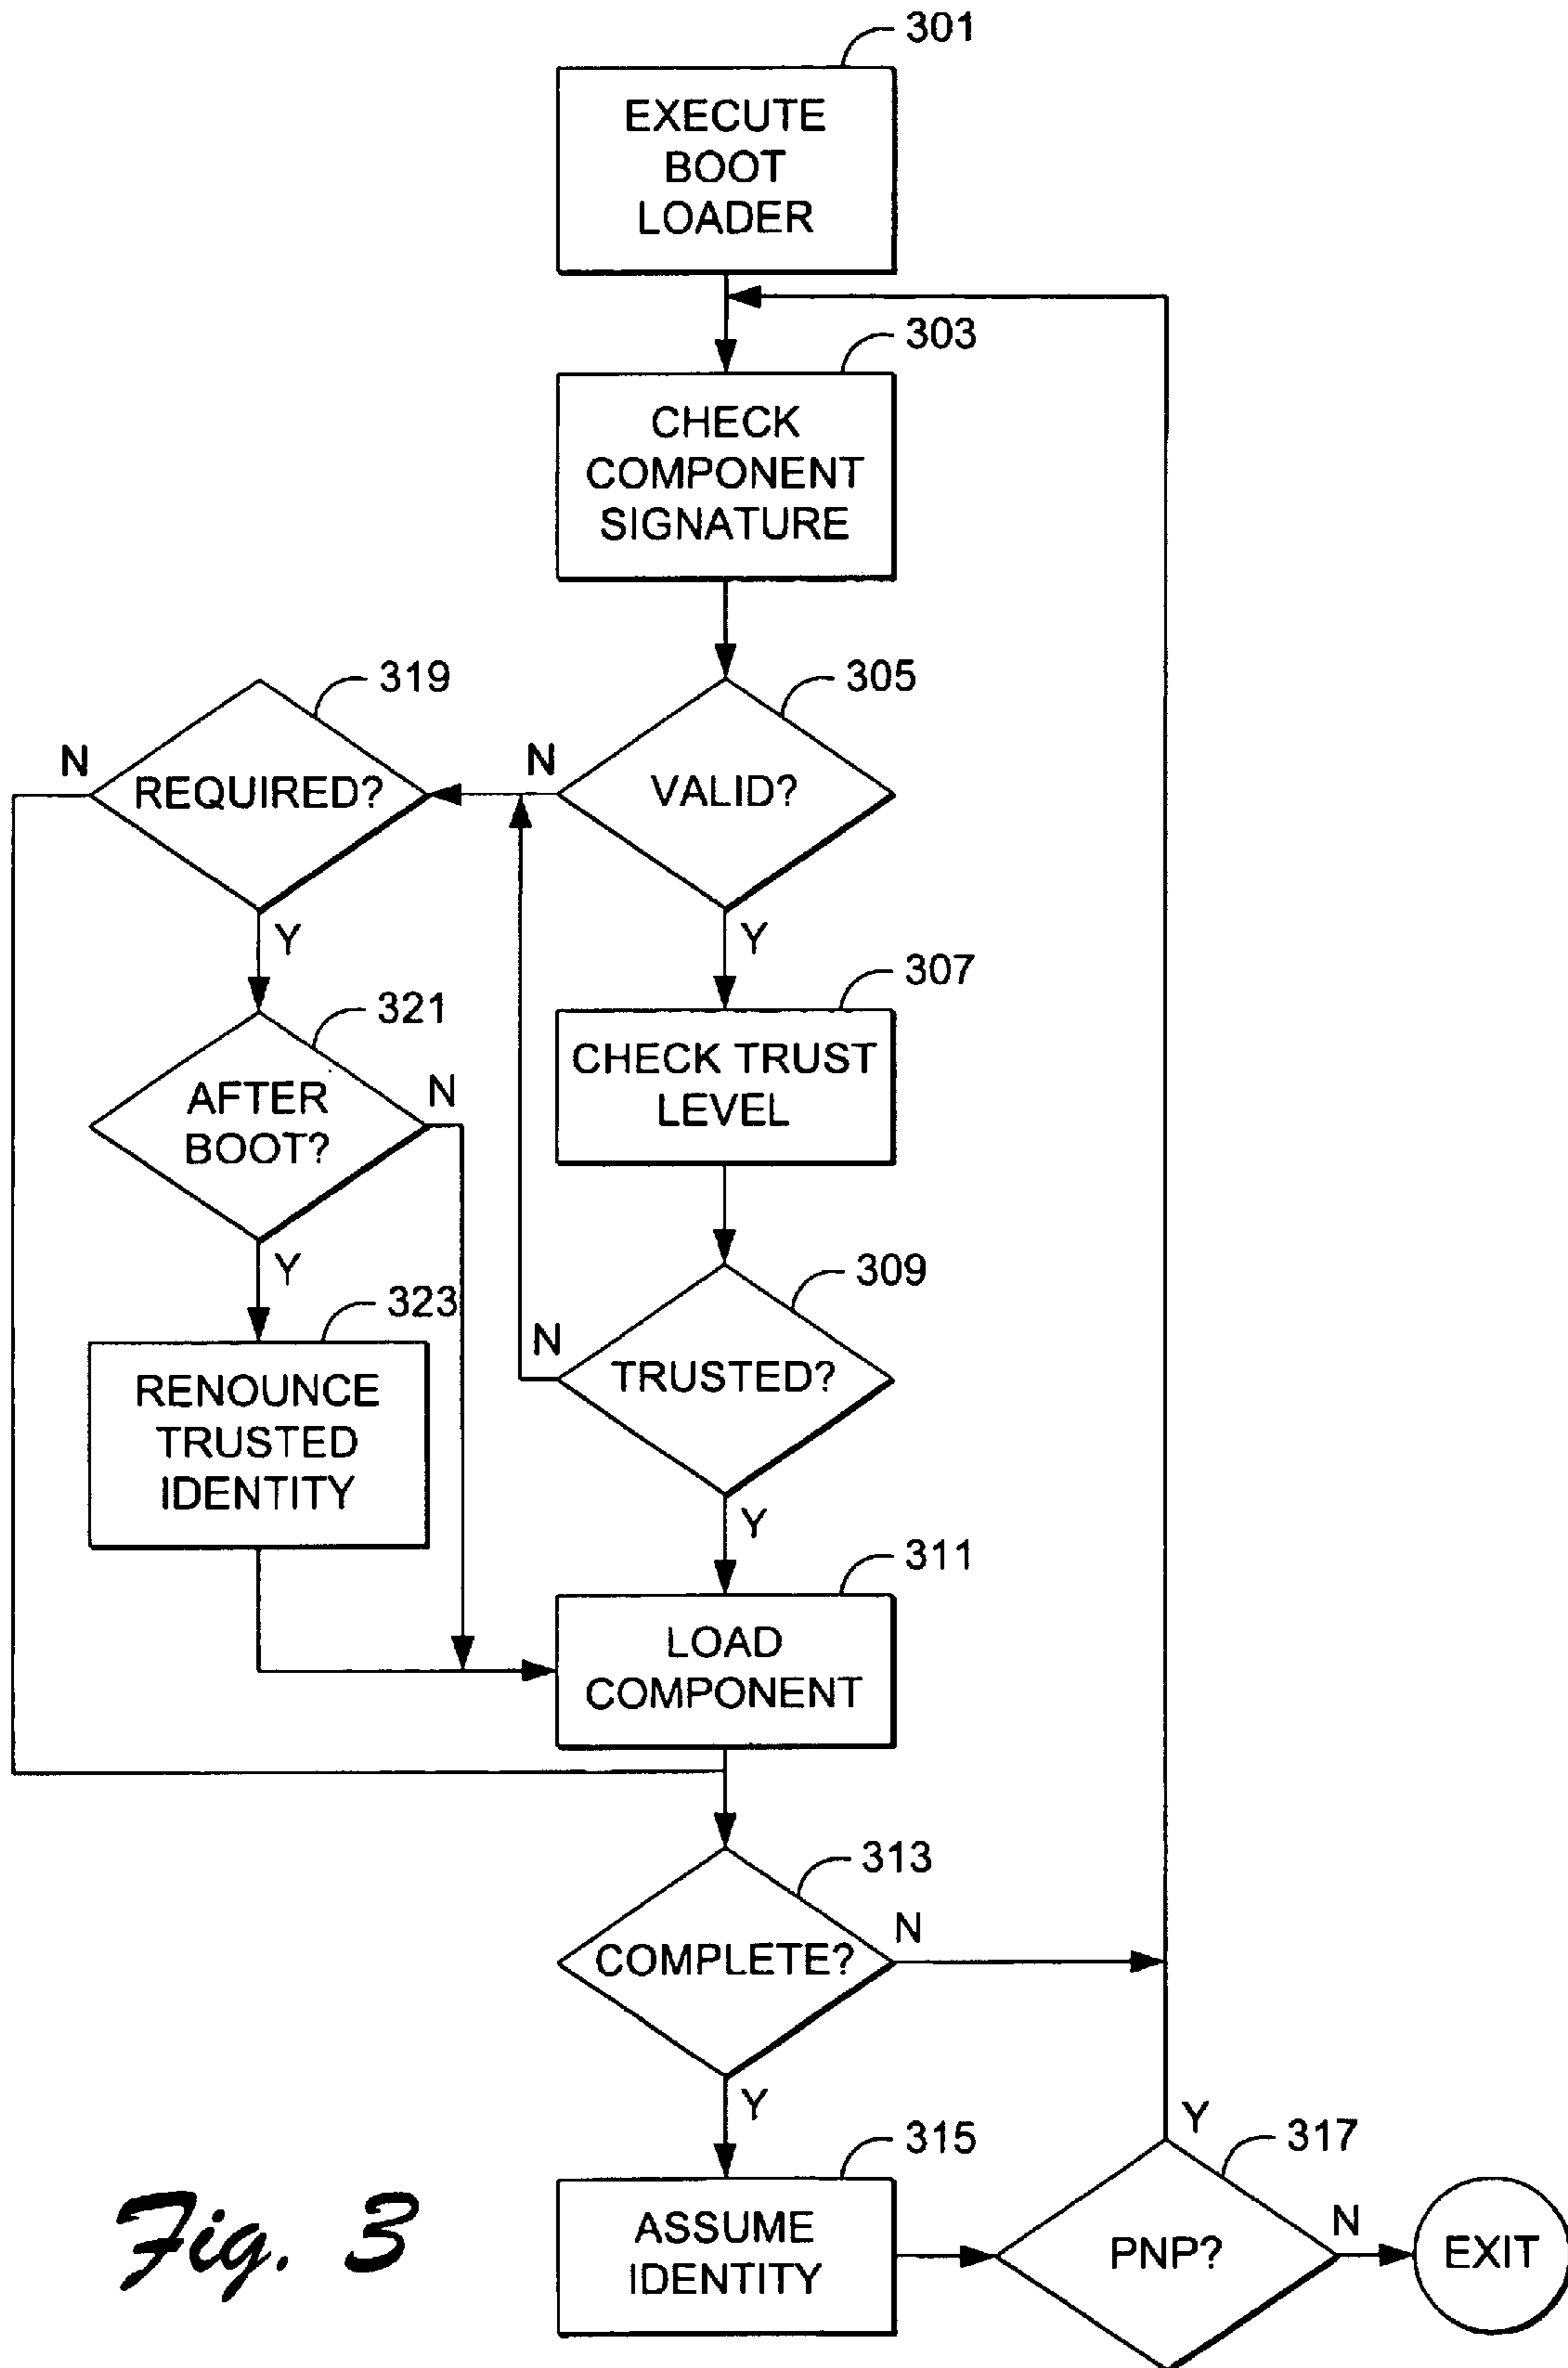 301
EXECUTE
BOOT
LOADER
303
CHECK
COMPONENT
SIGNATURE
319
305
N
REQUIRED?
N
VALID?
Y
Y
307
321
CHECK TRUST
LEVEL
AFTER
BOOT?
N
Y
309
323
N
TRUSTED?
RENOUNCE
TRUSTED
IDENTITY
Y
311
LOAD
COMPONENT
313
COMPLETE?
N
Y
315
Y
317
ASSUME
IDENTITY
PNP?
N
EXIT
Fig. 3